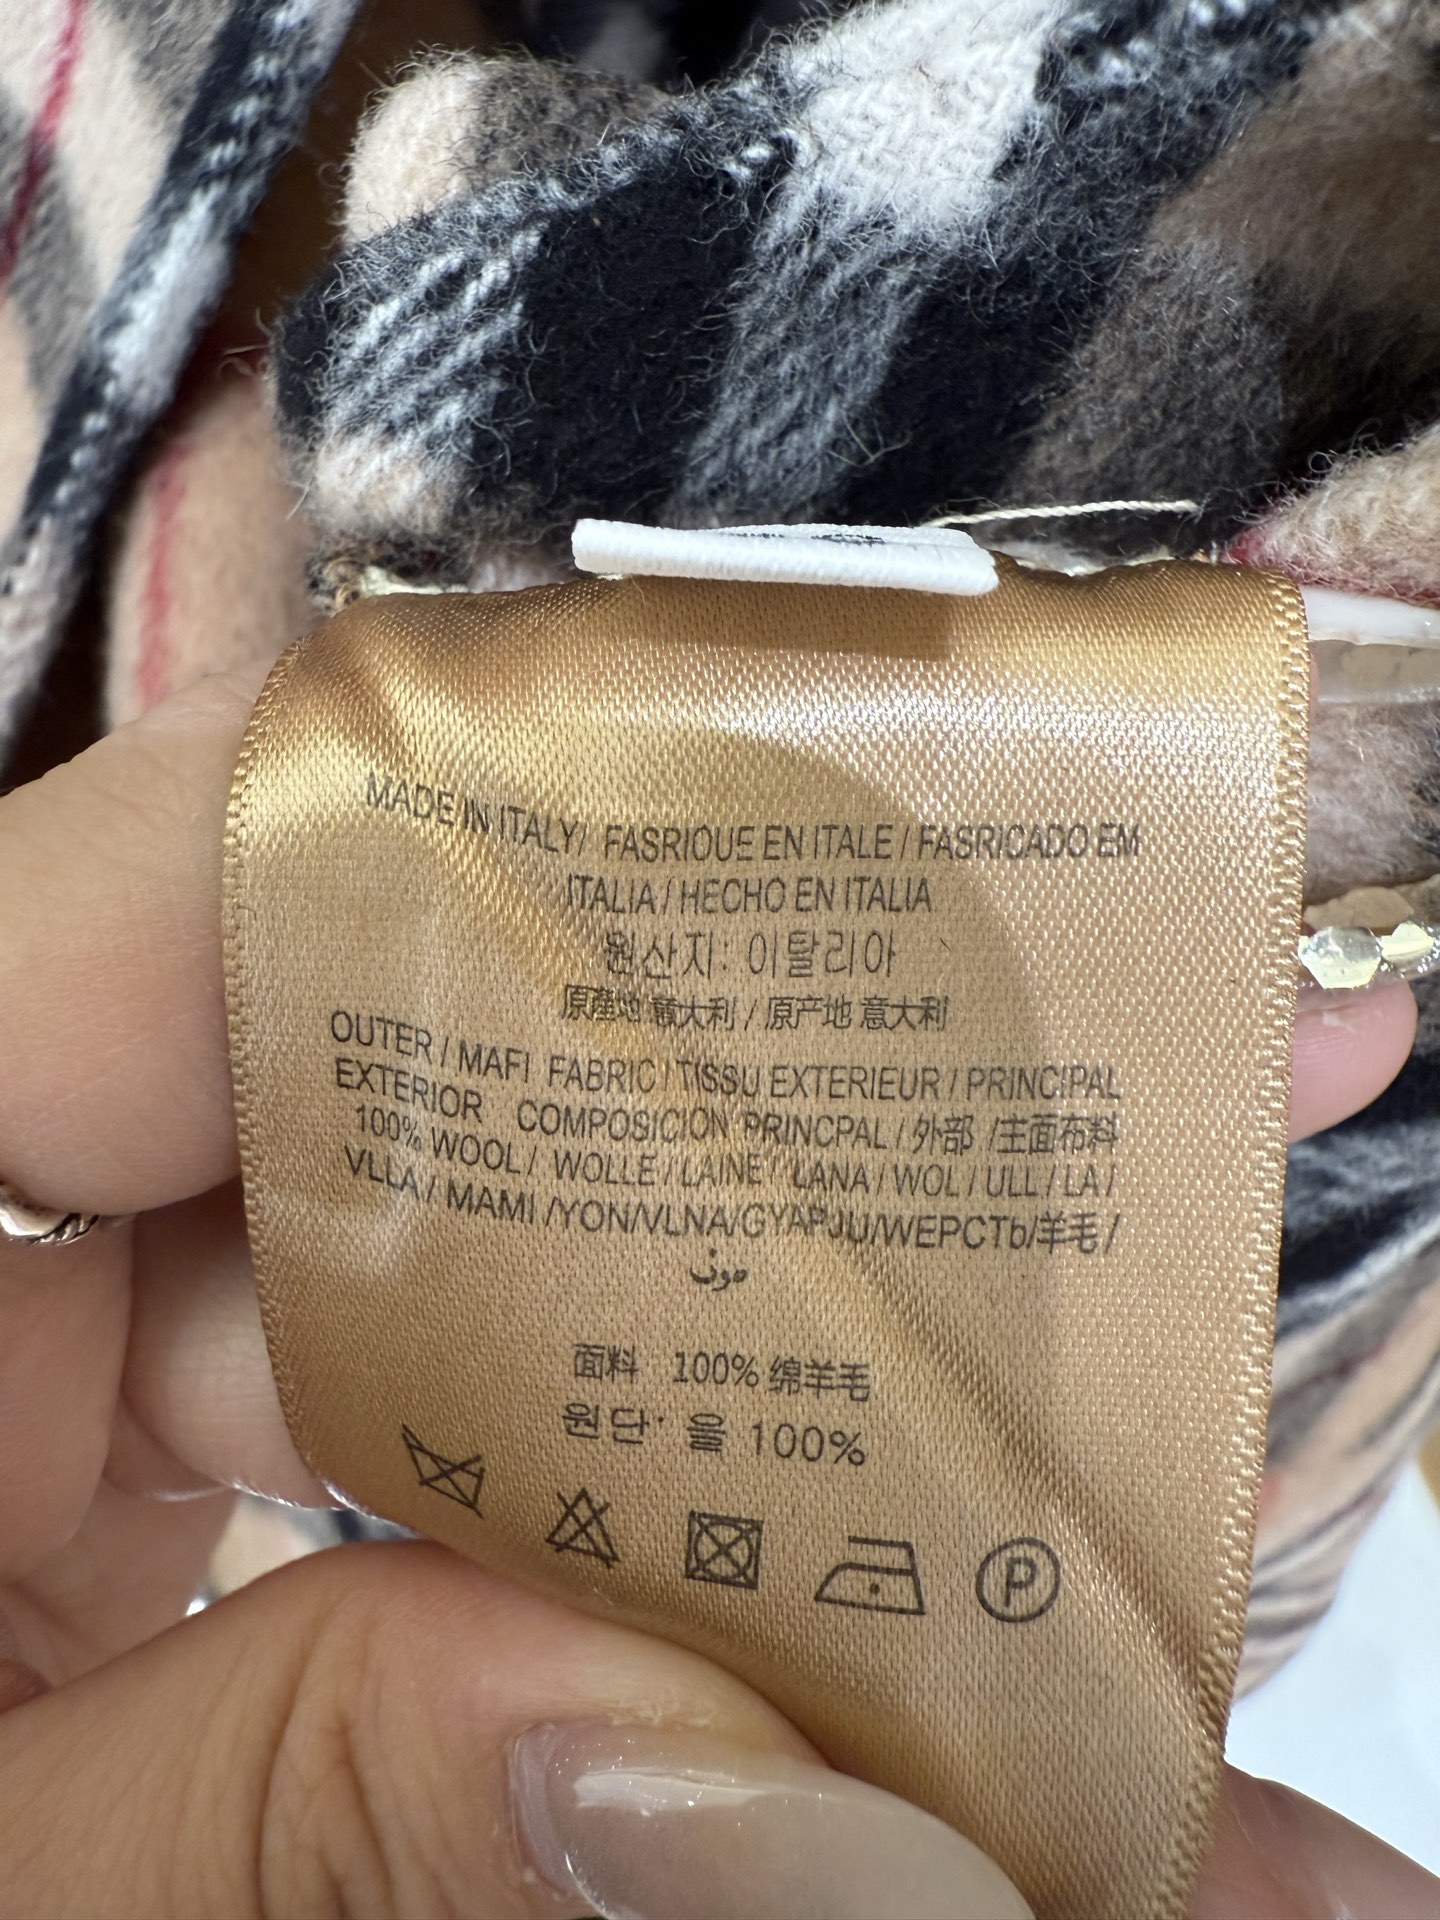 MADE IN ITALY/ FASRIOUE EN ITALE / FASRICADO EM
ITALIA / HECHO EN ITALIA
원산지: 이탈리아
原產地 意大利 / 原产地 意大利
OUTER / MAFI FABRIC / TISSU EXTERIEUR / PRINCIPAL
EXTERIOR COMPOSICION PRINCPAL / 外部 /主面布料
100% WOOL / WOLLE / LAINE / LANA / WOL / ULL / LA /
VLLA / MAMI /YON/VLNA/GYAPJU/WEPCTb/羊毛 /
صوف
面料 100% 绵羊毛
원단· 울 100%
P